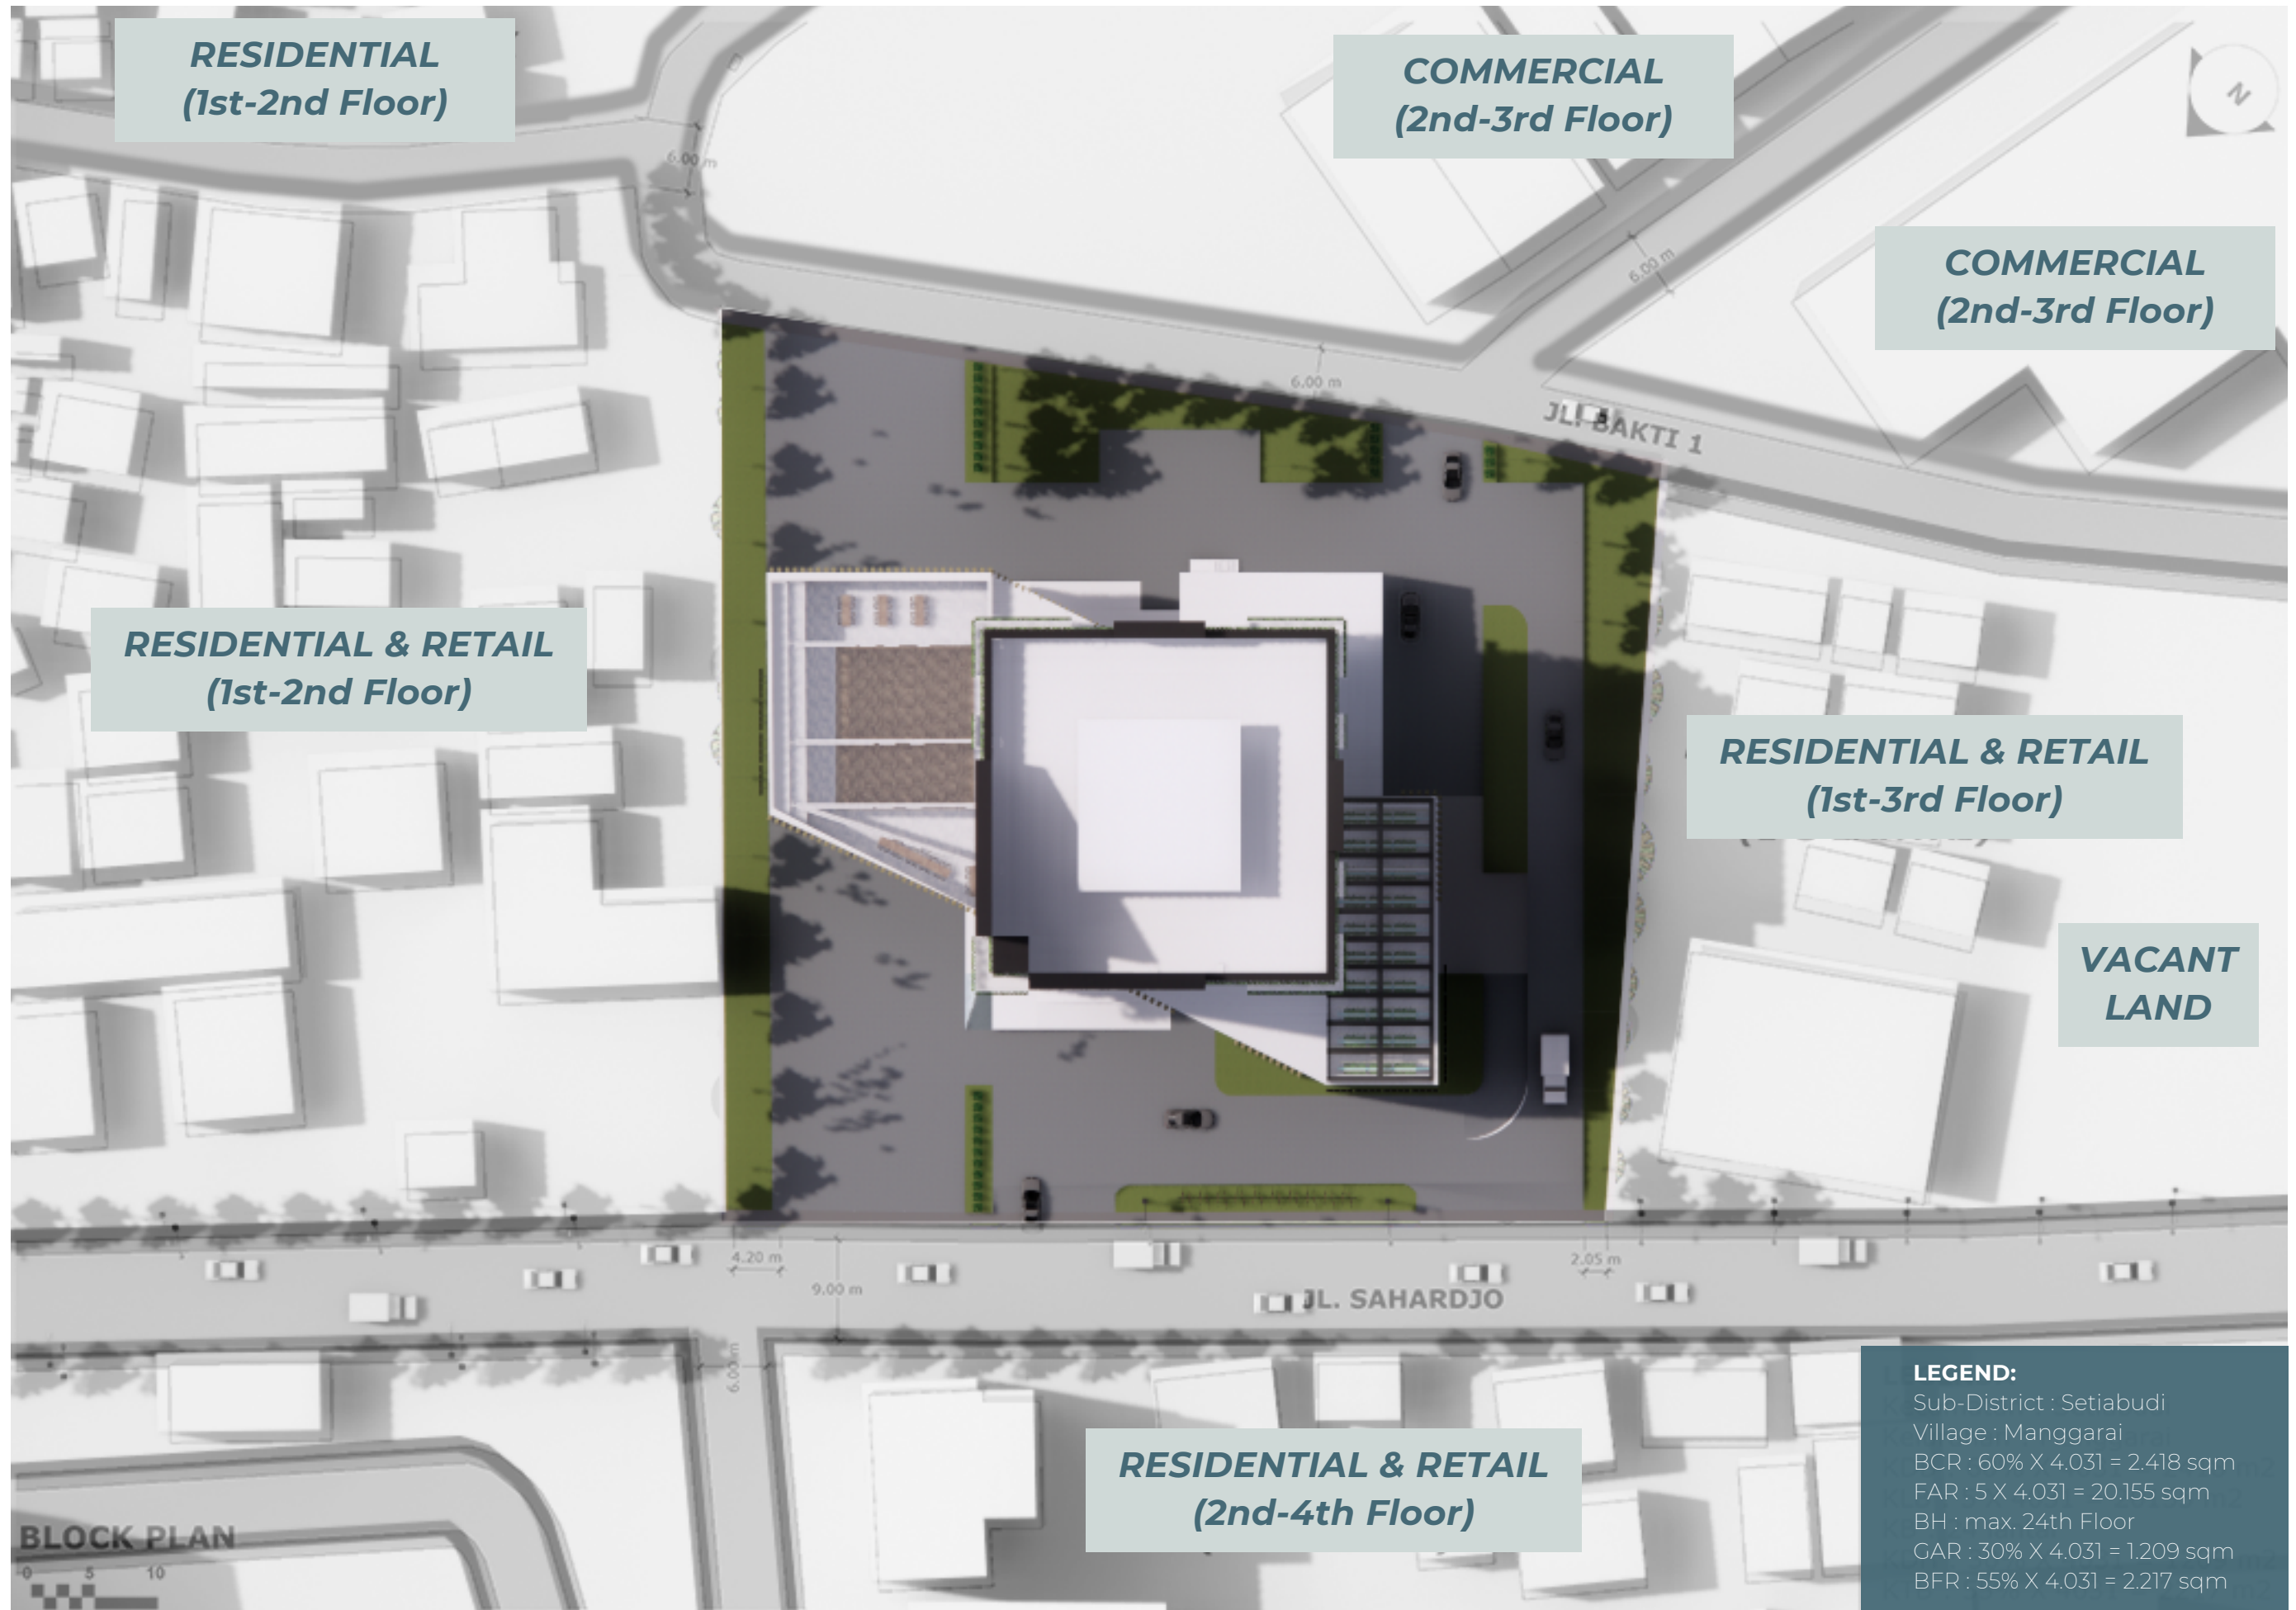 RESIDENTIAL
(1st-2nd Floor)
COMMERCIAL
(2nd-3rd Floor)
N
6.00 m
COMMERCIAL
(2nd-3rd Floor)
6.00 m
6.00 m
JL. BAKTI 1
RESIDENTIAL & RETAIL
(1st-2nd Floor)
RESIDENTIAL & RETAIL
(1st-3rd Floor)
VACANT
LAND
4.20 m
9.00 m
2.05 m
JL. SAHARDJO
6.00m
RESIDENTIAL & RETAIL
(2nd-4th Floor)
BLOCK PLAN
0 5 10
LEGEND:
Sub-District : Setiabudi
Village : Manggarai
BCR : 60% X 4.031 = 2.418 sqm
FAR : 5 X 4.031 = 20.155 sqm
BH : max. 24th Floor
GAR : 30% X 4.031 = 1.209 sqm
BFR : 55% X 4.031 = 2.217 sqm